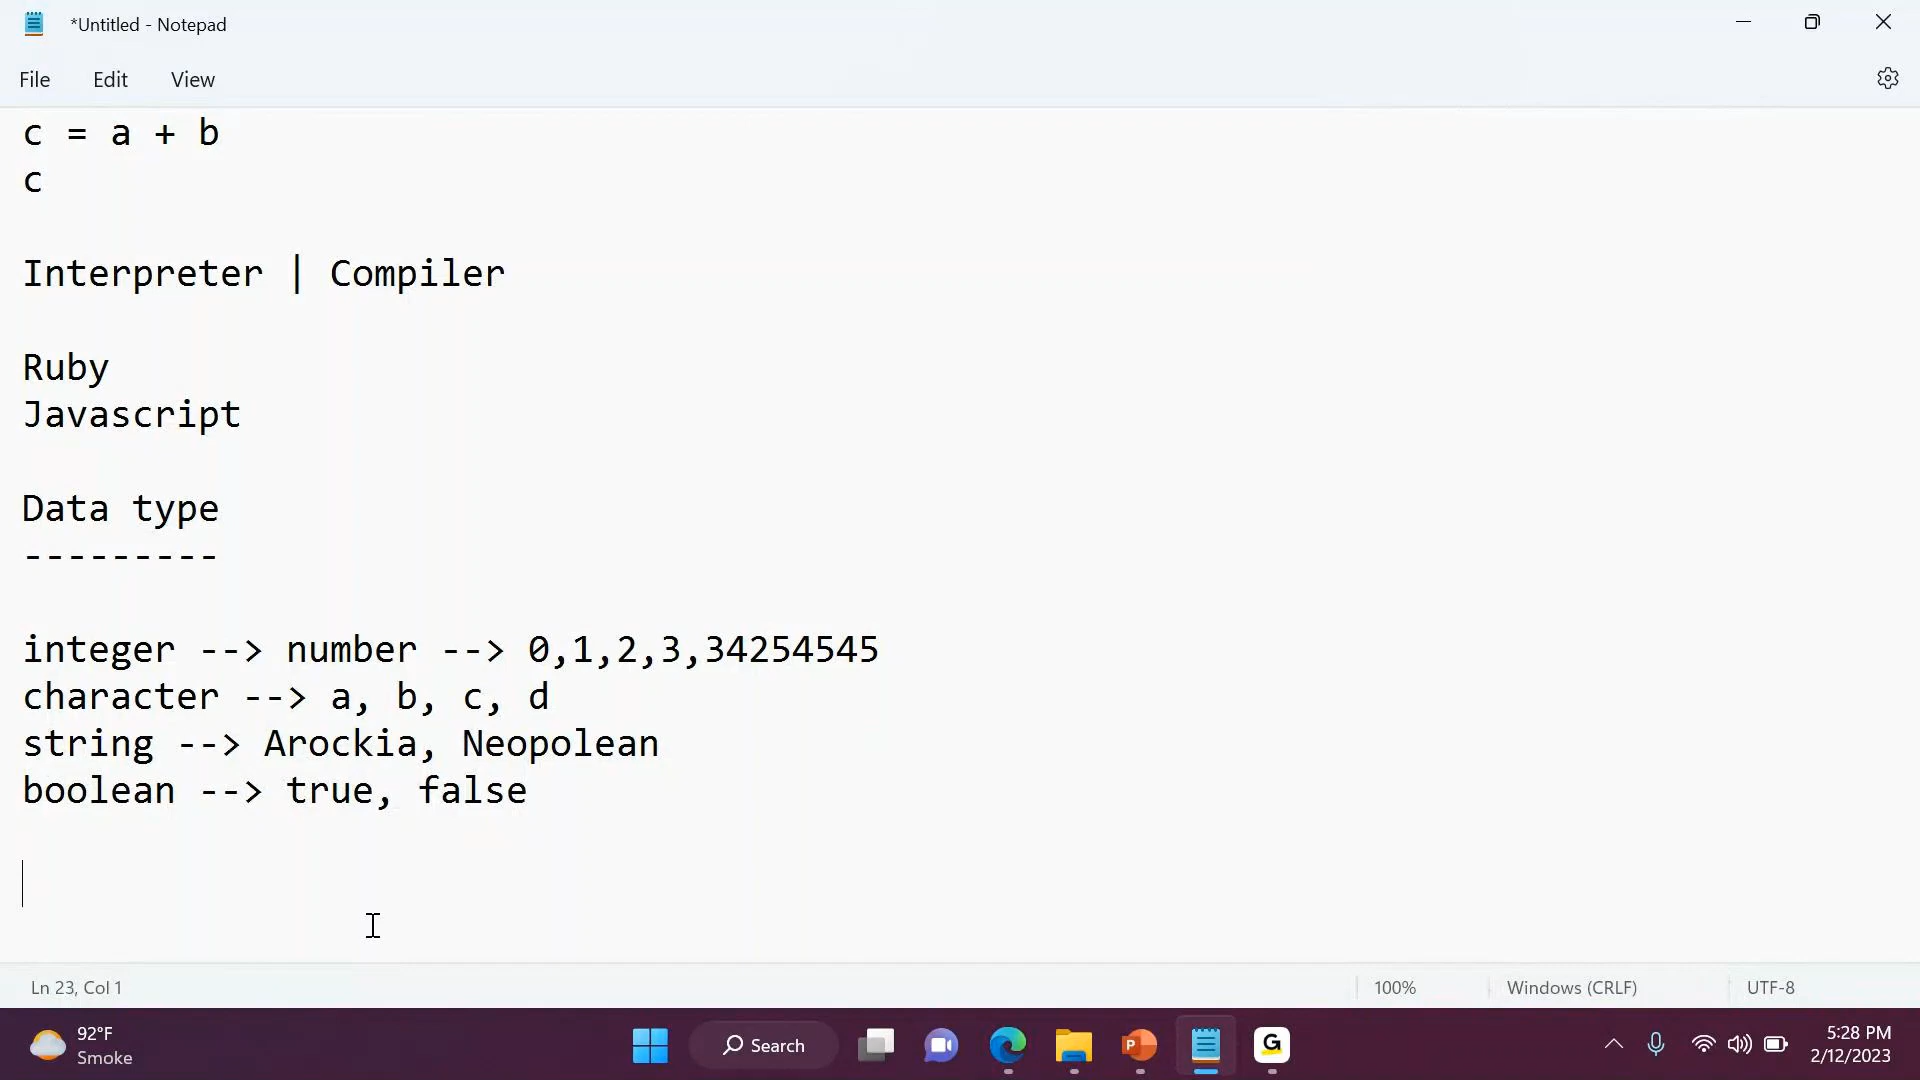 *Untitled - Notepad
File Edit View
c = a + b
c
Interpreter | Compiler
Ruby
Javascript
Data type
---------
integer --> number --> 0,1,2,3,34254545
character --> a, b, c, d
string --> Arockia, Neopolean
boolean --> true, false
Ln 23, Col 1 100% Windows (CRLF) UTF-8
92°F
Smoke
Search
P
G
5:28 PM
2/12/2023